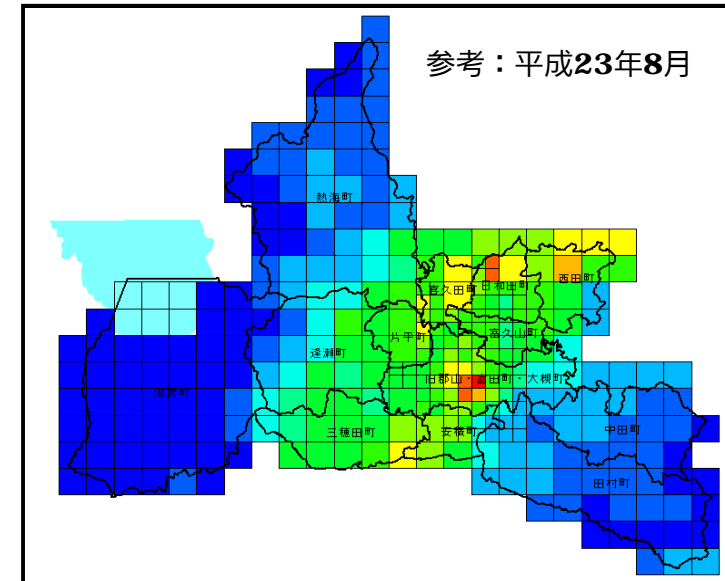 参考：平成23年8月
熱海町
西田町
喜久田町
日和田町
富久山町
片平町
逢瀬町
湖南町
旧郡山・富田町・大槻町
三穂田町
安積町
中田町
田村町